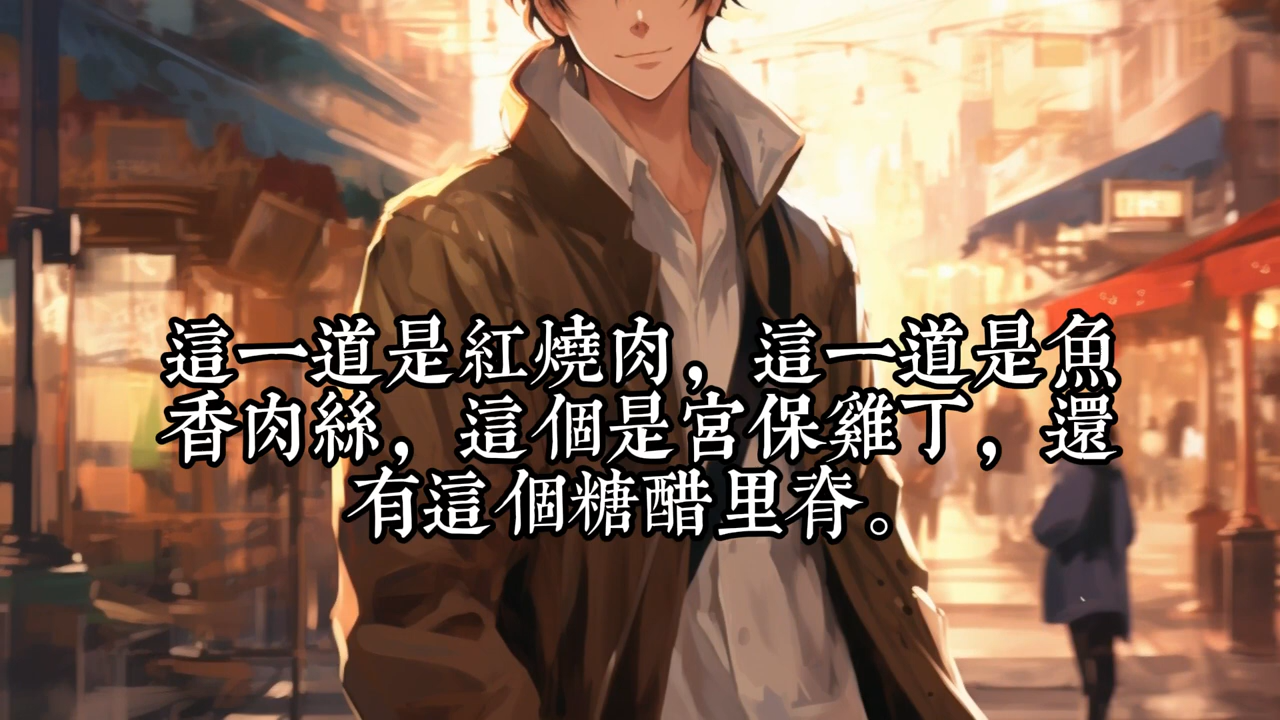 這一道是紅燒肉，這一道是魚
香肉絲，這個是宮保雞丁，還
有這個糖醋里脊。